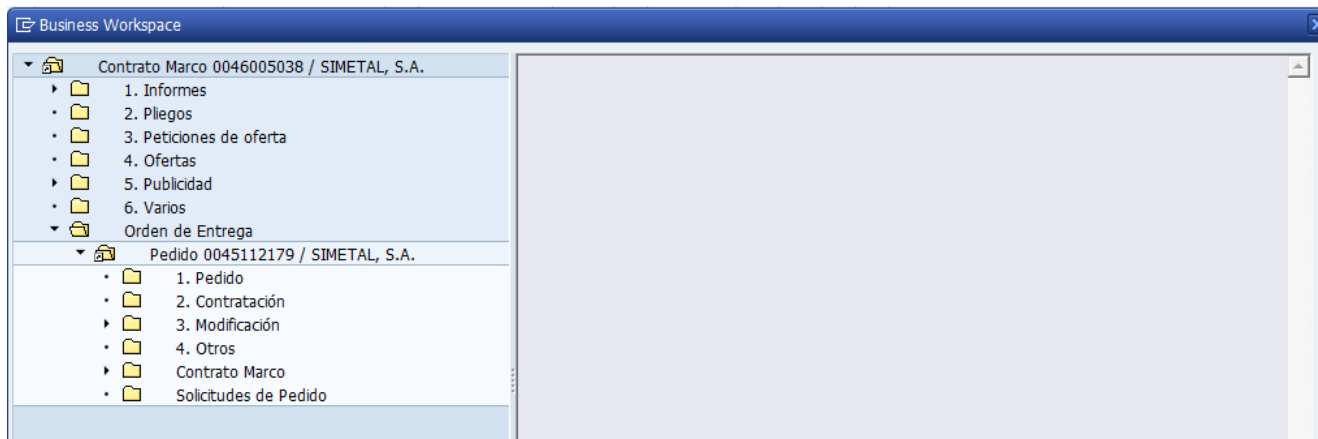 Business Workspace
Contrato Marco 0046005038 / SIMETAL, S.A.
1. Informes
2. Pliegos
3. Peticiones de oferta
4. Ofertas
5. Publicidad
6. Varios
Orden de Entrega
Pedido 0045112179 / SIMETAL, S.A.
1. Pedido
2. Contratación
3. Modificación
4. Otros
Contrato Marco
Solicitudes de Pedido